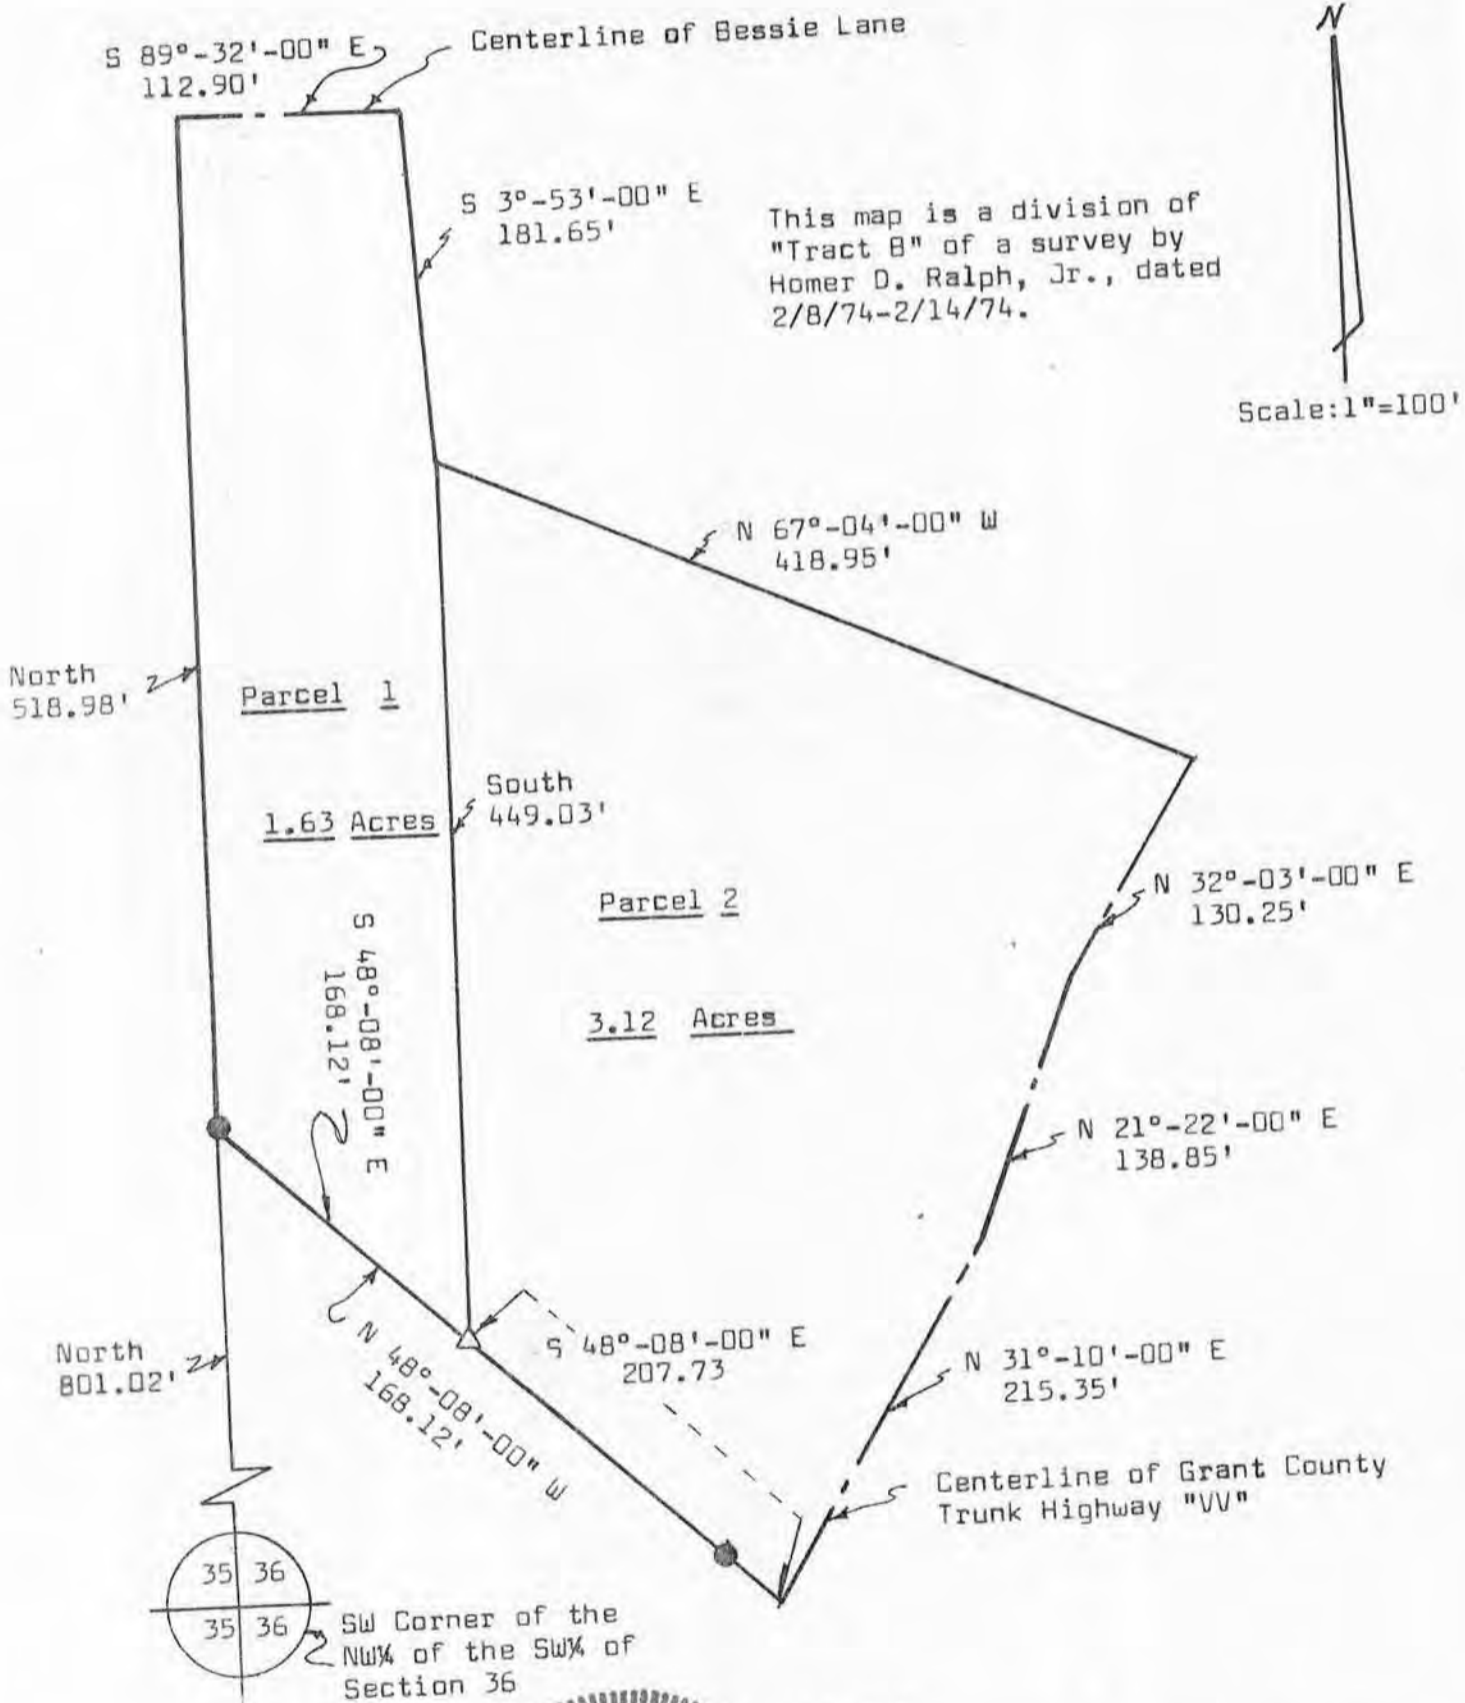 S 89°-32'-00" E
112.90'
Centerline of Bessie Lane
N
S 3°-53'-00" E
181.65'
This map is a division of
"Tract B" of a survey by
Homer D. Ralph, Jr., dated
2/8/74-2/14/74.
Scale:1"=100'
N 67°-04'-00" W
418.95'
North
518.98'
Parcel 1
1.63 Acres
South
449.03'
Parcel 2
3.12 Acres
N 32°-03'-00" E
130.25'
S 48°-08'-00" E
168.12'
N 21°-22'-00" E
138.85'
N 48°-08'-00" W
168.12'
S 48°-08'-00" E
207.73
North
801.02'
N 31°-10'-00" E
215.35'
Centerline of Grant County
Trunk Highway "VV"
35 36
35 36
SW Corner of the
NW¼ of the SW¼ of
Section 36